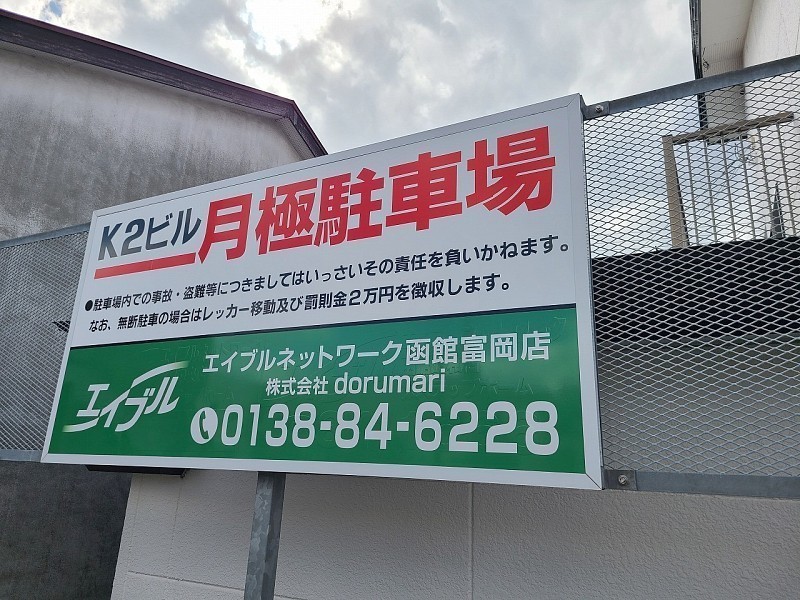 K2ビル月極駐車場
●駐車場内での事故・盗難等につきましてはいっさいその責任を負いかねます。
なお、無断駐車の場合はレッカー移動及び罰則金2万円を徴収します。
エイブル
エイブルネットワーク函館富岡店
株式会社 dorumari
0138-84-6228